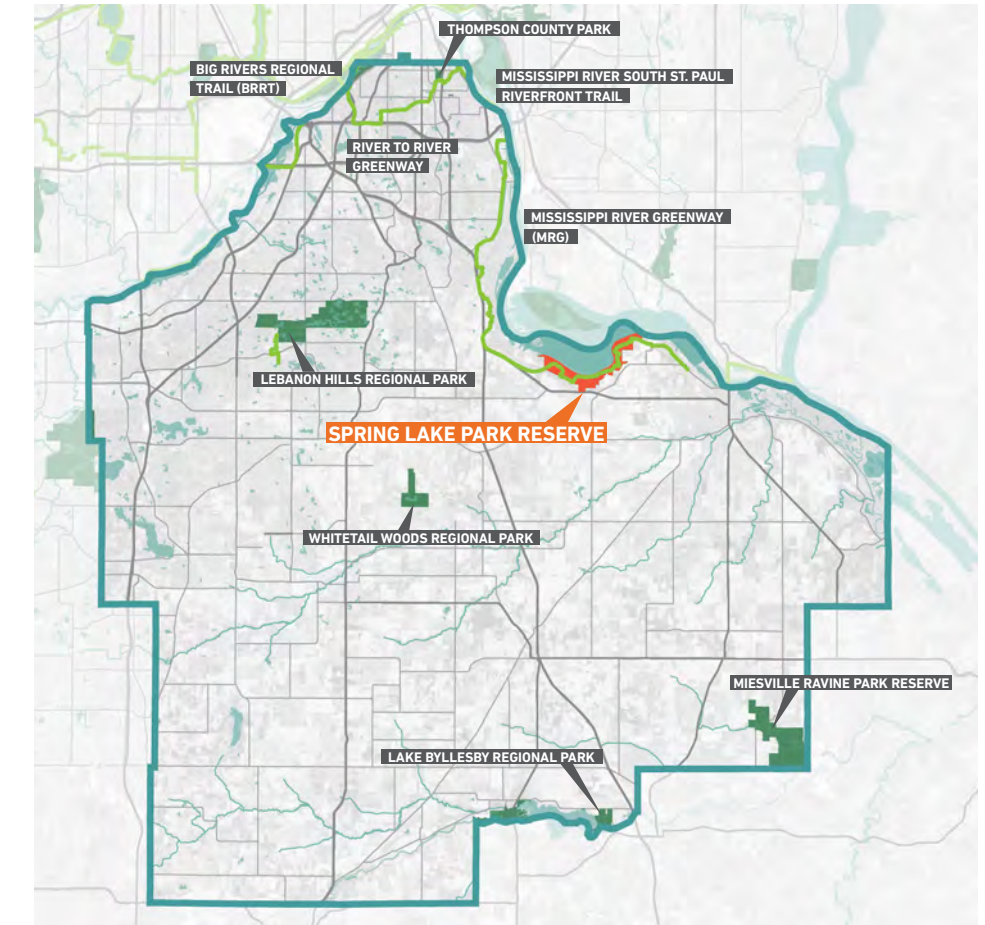 THOMPSON COUNTY PARK
BIG RIVERS REGIONAL
TRAIL (BRRT)
MISSISSIPPI RIVER SOUTH ST. PAUL
RIVERFRONT TRAIL
RIVER TO RIVER
GREENWAY
MISSISSIPPI RIVER GREENWAY
(MRG)
LEBANON HILLS REGIONAL PARK
SPRING LAKE PARK RESERVE
WHITETAIL WOODS REGIONAL PARK
MIESVILLE RAVINE PARK RESERVE
LAKE BYLLESBY REGIONAL PARK